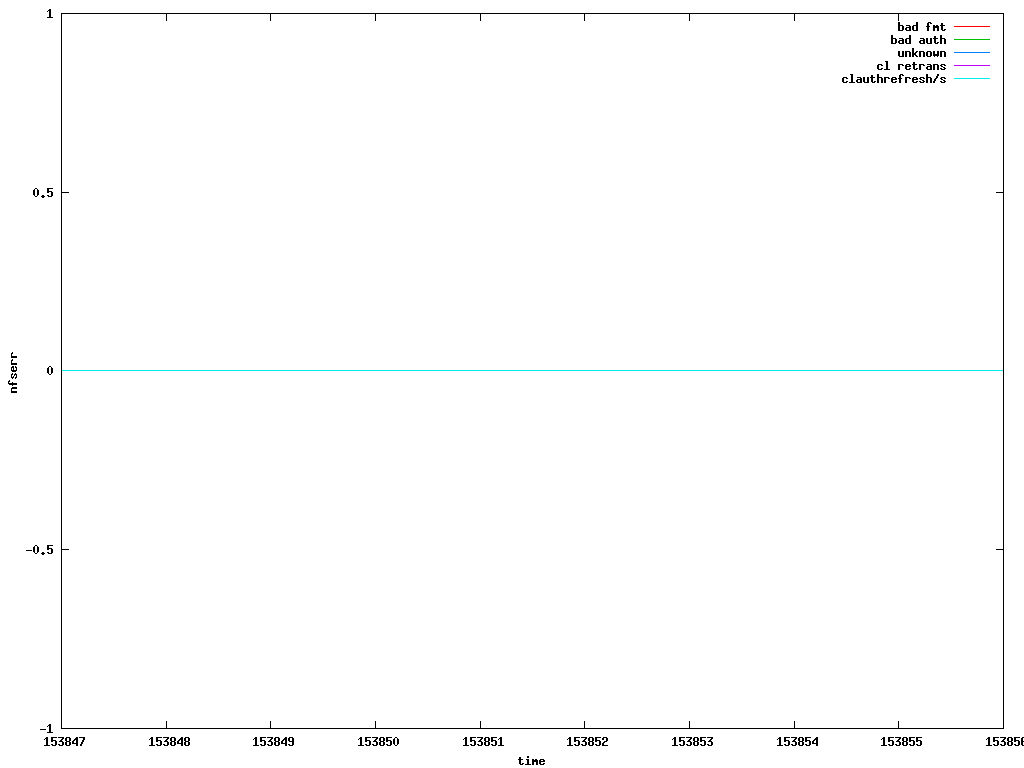 1
bad fmt
bad auth
unknown
cl retrans
clauthrefresh/s
0.5
0
-0.5
-1
nfserr
153847 153848 153849 153850 153851 153852 153853 153854 153855 153856
time